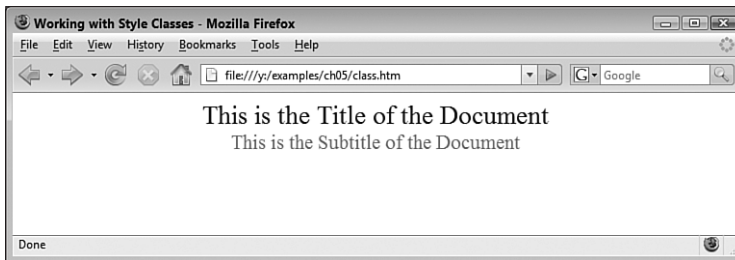 Working with Style Classes - Mozilla Firefox
File Edit View History Bookmarks Tools Help
file:///y:/examples/ch05/class.htm G Google
This is the Title of the Document
This is the Subtitle of the Document
Done